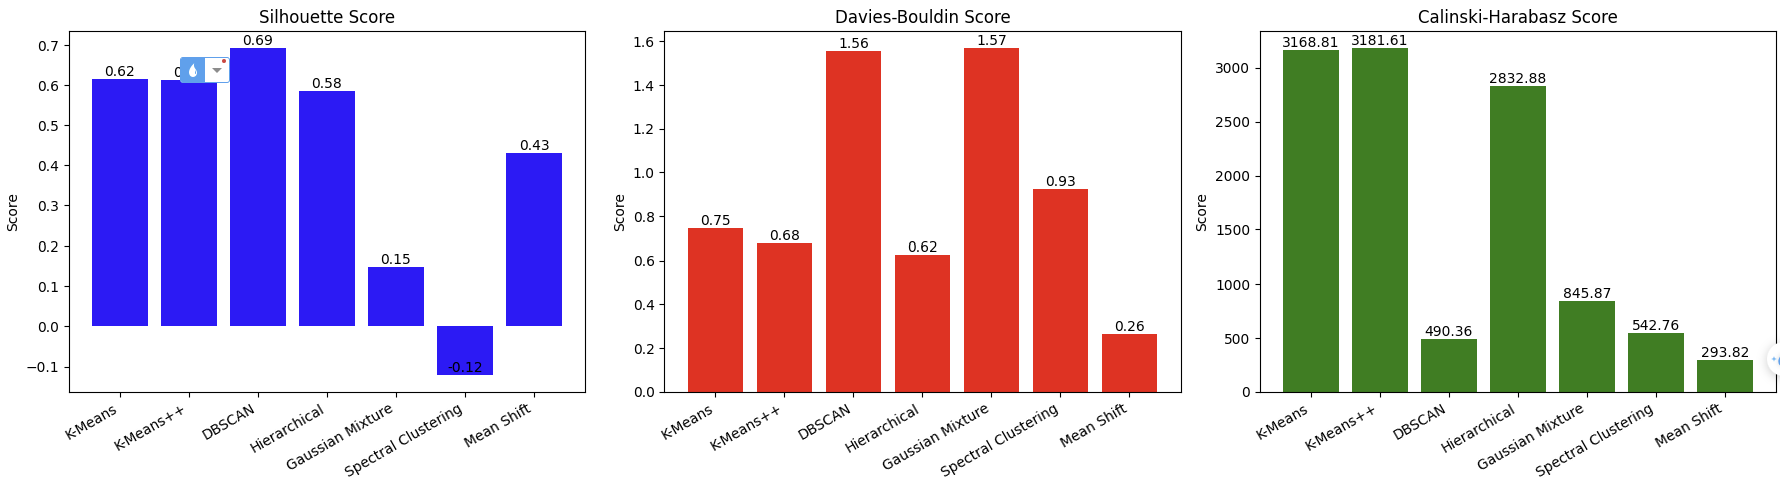 Silhouette Score
Score
0.7
0.6
0.5
0.4
0.3
0.2
0.1
0.0
−0.1
0.62
0.69
0.58
0.15
-0.12
0.43
K-Means
K-Means++
DBSCAN
Hierarchical
Gaussian Mixture
Spectral Clustering
Mean Shift
Davies-Bouldin Score
Score
1.6
1.4
1.2
1.0
0.8
0.6
0.4
0.2
0.0
0.75
0.68
1.56
0.62
1.57
0.93
0.26
K-Means
K-Means++
DBSCAN
Hierarchical
Gaussian Mixture
Spectral Clustering
Mean Shift
Calinski-Harabasz Score
Score
3000
2500
2000
1500
1000
500
0
3168.81
3181.61
490.36
2832.88
845.87
542.76
293.82
K-Means
K-Means++
DBSCAN
Hierarchical
Gaussian Mixture
Spectral Clustering
Mean Shift